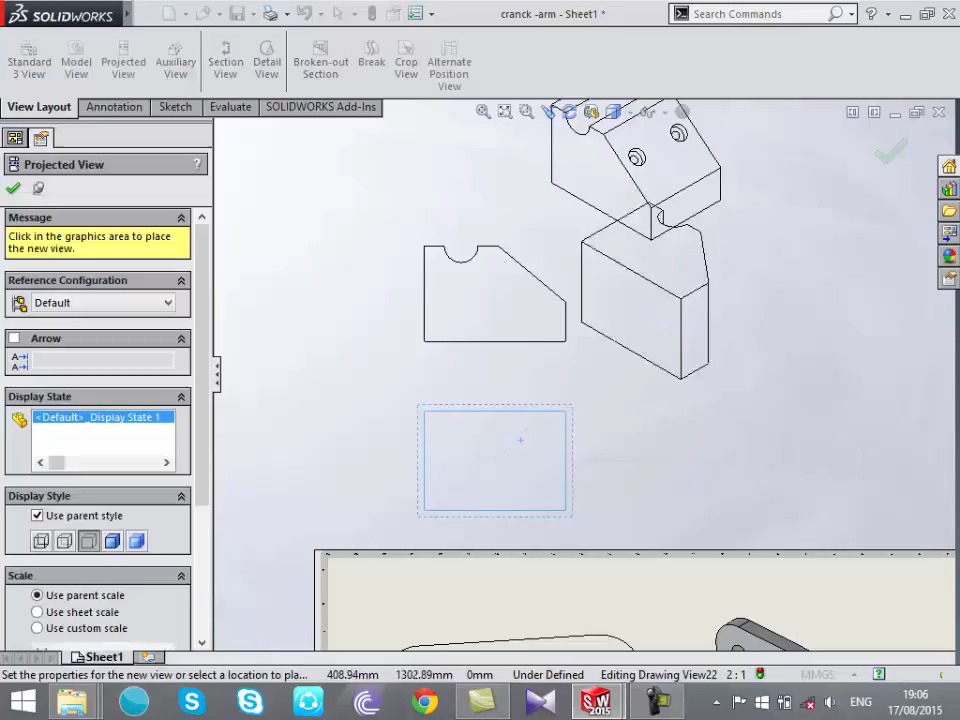 SOLIDWORKS
cranck -arm - Sheet1 *
Search Commands
?
Standard 3 View
Model View
Projected View
Auxiliary View
Section View
Detail View
Broken-out Section
Break
Crop View
Alternate Position View
View Layout
Annotation
Sketch
Evaluate
SOLIDWORKS Add-Ins
Projected View
?
Message
Click in the graphics area to place
the new view.
Reference Configuration
Default
Arrow
Display State
<Default>_Display State 1
Display Style
Use parent style
Scale
Use parent scale
Use sheet scale
Use custom scale
Sheet1
Set the properties for the new view or select a location to pla...
408.94mm
1302.89mm
0mm
Under Defined
Editing Drawing View22
2 : 1
MMGS
?
ENG
19:06
17/08/2015